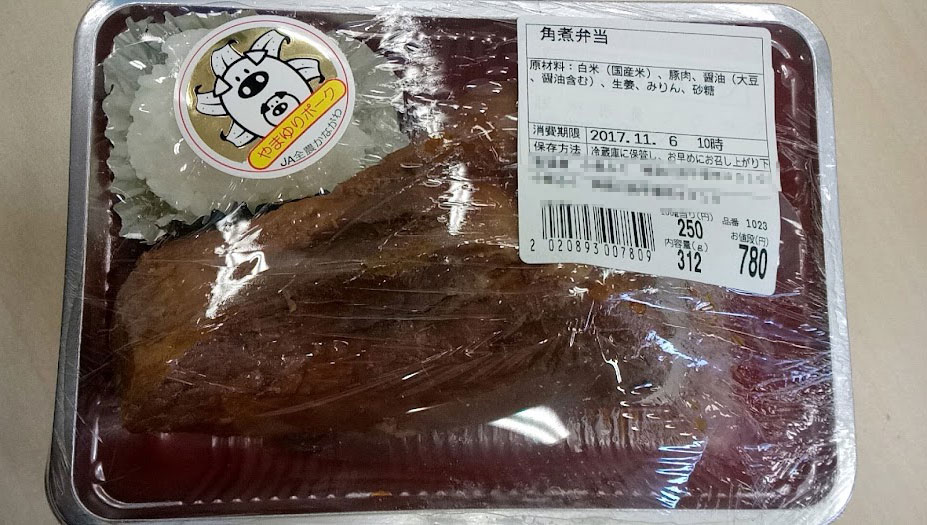 やまゆりポーク
JA全農かながわ
角煮弁当
原材料：白米（国産米）、豚肉、醤油（大豆
、醤油含む）、生姜、みりん、砂糖
消費期限 2017.11. 6 10時
保存方法 冷蔵庫に保管し、お早めにお召し上がり下
当り(円) 品番 1023
250 お値段(円)
内容量(g)
312 780
2 020893 007809